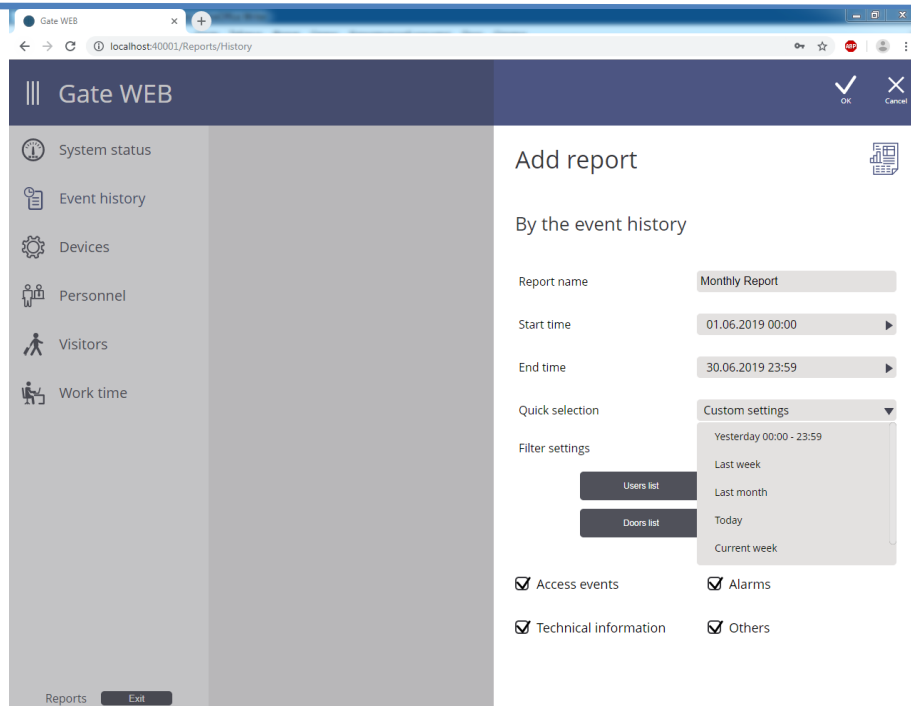 Gate WEB
localhost:40001/Reports/History
ABP
Gate WEB
OK
Cancel
System status
Event history
Devices
Personnel
Visitors
Work time
Reports
Exit
Add report
By the event history
Report name
Monthly Report
Start time
01.06.2019 00:00
End time
30.06.2019 23:59
Quick selection
Custom settings
Yesterday 00:00 - 23:59
Last week
Last month
Today
Current week
Filter settings
Users list
Doors list
Access events
Alarms
Technical information
Others